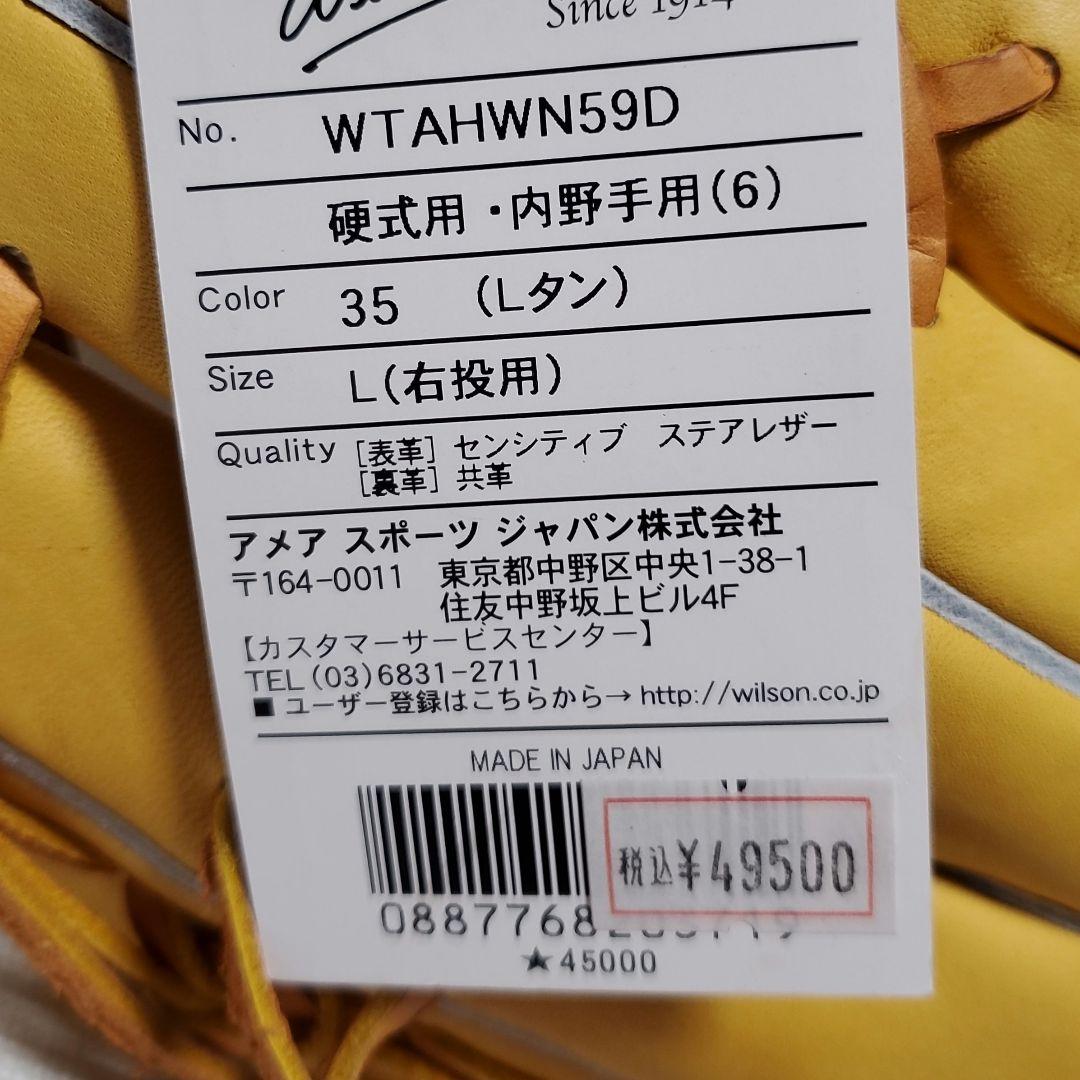 Since 1914
No. WTAHWN59D
硬式用・内野手用(6)
Color 35 (Lタン)
Size L(右投用)
Quality [表革] センシティブ ステアレザー
[裏革] 共革
アメア スポーツ ジャパン株式会社
〒164-0011 東京都中野区中央1-38-1
住友中野坂上ビル4F
【カスタマーサービスセンター】
TEL(03)6831-2711
■ ユーザー登録はこちらから→ http://wilson.co.jp
MADE IN JAPAN
税込¥49500
★45000